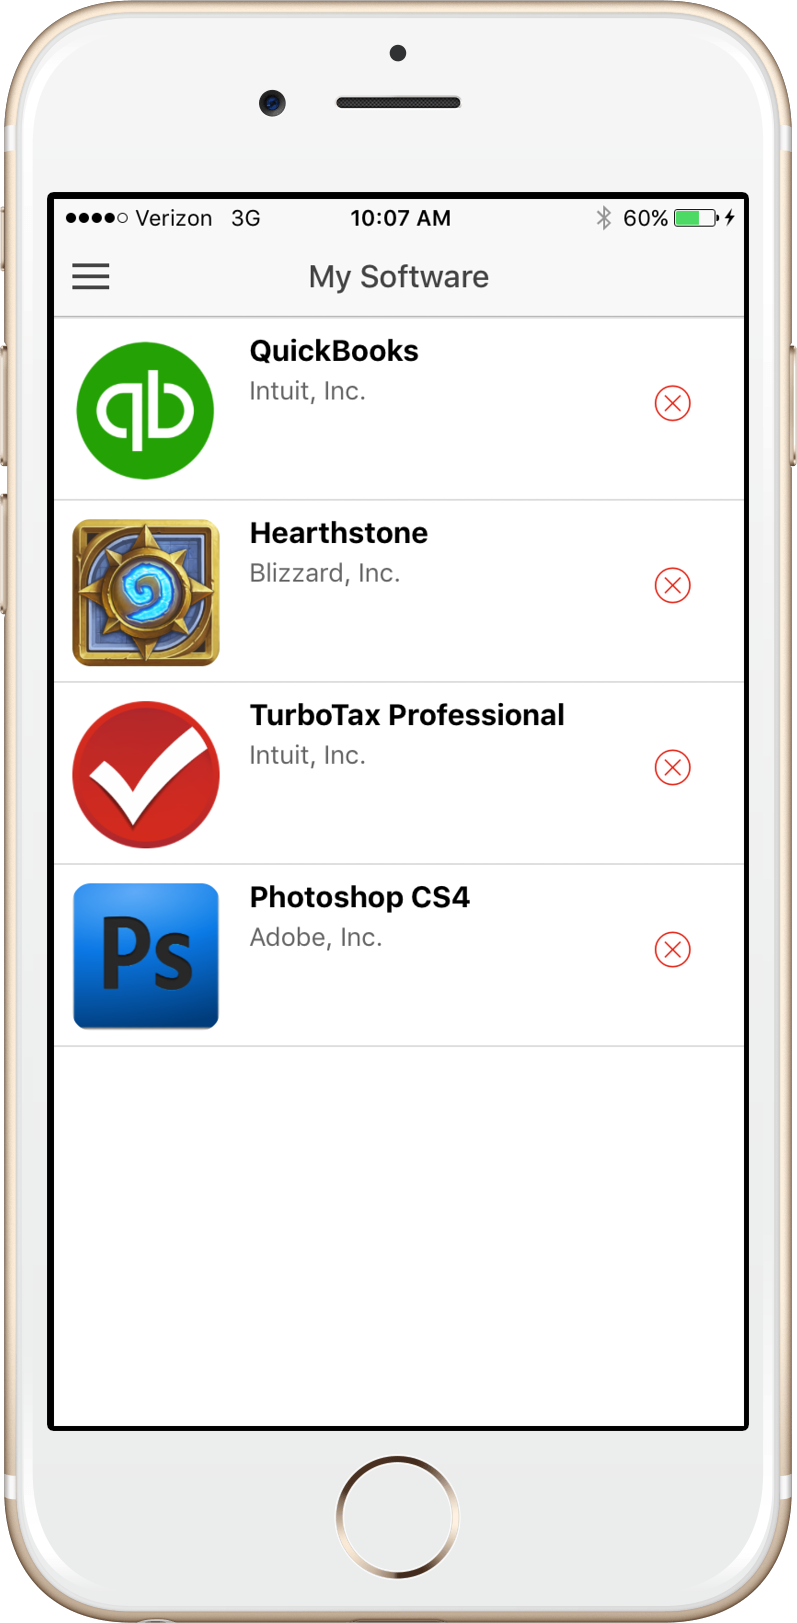 Verizon 3G 10:07 AM 60%
My Software
qb
QuickBooks
Intuit, Inc.
Hearthstone
Blizzard, Inc.
TurboTax Professional
Intuit, Inc.
Ps
Photoshop CS4
Adobe, Inc.